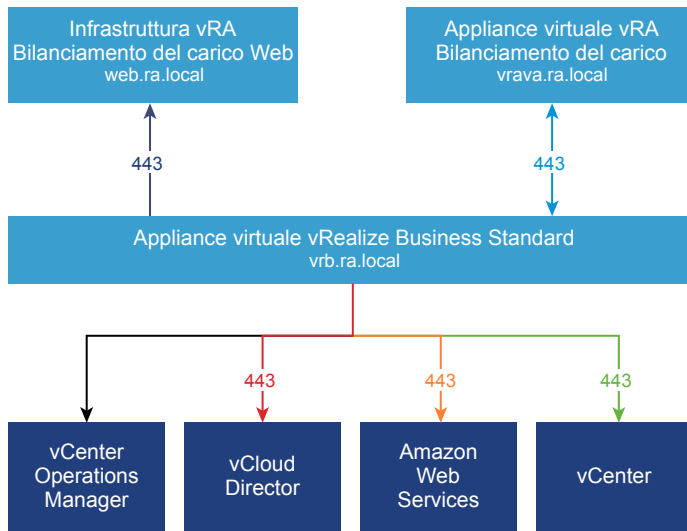 Infrastruttura vRA
Bilanciamento del carico Web
web.ra.local
Appliance virtuale vRA
Bilanciamento del carico
vrava.ra.local
443
443
Appliance virtuale vRealize Business Standard
vrb.ra.local
443
443
443
vCenter
Operations
Manager
vCloud
Director
Amazon
Web
Services
vCenter